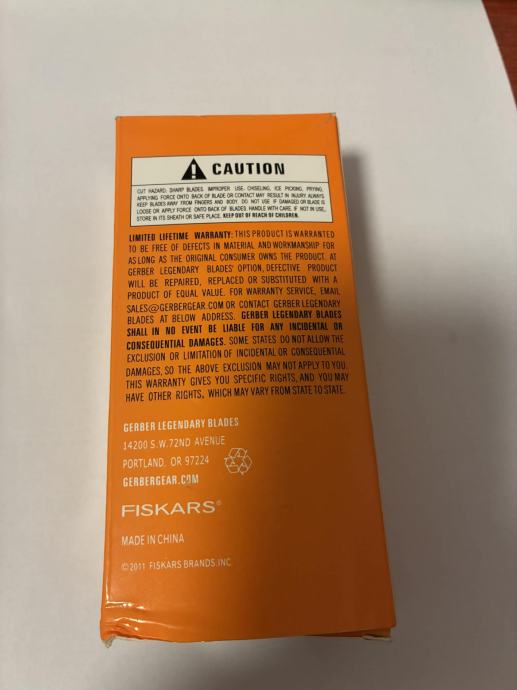 CAUTION
CUT HAZARD; SHARP BLADES. IMPROPER USE, CHISELING, ICE PICKING, PRYING,
APPLYING FORCE ONTO BACK OF BLADE OR CONTACT MAY RESULT IN INJURY. ALWAYS
KEEP BLADES AWAY FROM FINGERS AND BODY. DO NOT USE IF DAMAGED OR BLADE IS
LOOSE OR APPLY FORCE ONTO BACK OF BLADES. HANDLE WITH CARE. IF NOT IN USE,
STORE IN ITS SHEATH OR SAFE PLACE. KEEP OUT OF REACH OF CHILDREN.
LIMITED LIFETIME WARRANTY: THIS PRODUCT IS WARRANTED
TO BE FREE OF DEFECTS IN MATERIAL AND WORKMANSHIP FOR
AS LONG AS THE ORIGINAL CONSUMER OWNS THE PRODUCT. AT
GERBER LEGENDARY BLADES' OPTION, DEFECTIVE PRODUCT
WILL BE REPAIRED, REPLACED OR SUBSTITUTED WITH A
PRODUCT OF EQUAL VALUE. FOR WARRANTY SERVICE, EMAIL
SALES@GERBERGEAR.COM OR CONTACT GERBER LEGENDARY
BLADES AT BELOW ADDRESS. GERBER LEGENDARY BLADES
SHALL IN NO EVENT BE LIABLE FOR ANY INCIDENTAL OR
CONSEQUENTIAL DAMAGES. SOME STATES DO NOT ALLOW THE
EXCLUSION OR LIMITATION OF INCIDENTAL OR CONSEQUENTIAL
DAMAGES, SO THE ABOVE EXCLUSION MAY NOT APPLY TO YOU.
THIS WARRANTY GIVES YOU SPECIFIC RIGHTS, AND YOU MAY
HAVE OTHER RIGHTS, WHICH MAY VARY FROM STATE TO STATE.
GERBER LEGENDARY BLADES
14200 S.W. 72ND AVENUE
PORTLAND, OR 97224
GERBERGEAR.COM
FISKARS®
MADE IN CHINA
©2011 FISKARS BRANDS, INC.